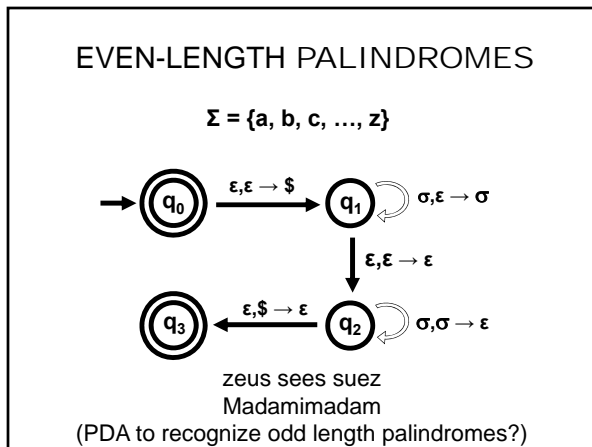 EVEN-LENGTH PALINDROMES
Σ = {a, b, c, …, z}
q0
ε,ε → $
q1
σ,ε → σ
ε,ε → ε
q3
ε,$ → ε
q2
σ,σ → ε
zeus sees suez
Madamimadam
(PDA to recognize odd length palindromes?)